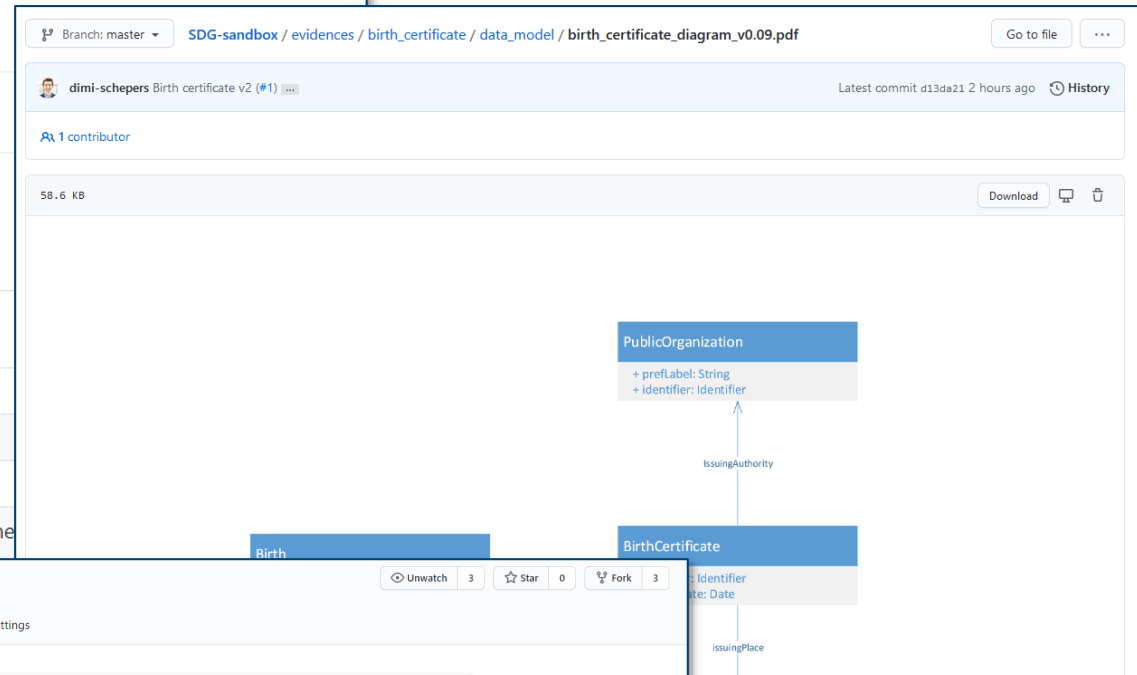 Branch: master
SDG-sandbox / evidences / birth_certificate / data_model / birth_certificate_diagram_v0.09.pdf
Go to file
...
dimi-schepers Birth certificate v2 (#1) ...
Latest commit d13da21 2 hours ago
History
1 contributor
58.6 KB
Download
PublicOrganization
+ prefLabel: String
+ identifier: Identifier
IssuingAuthority
ne
Birth
BirthCertificate
: Identifier
ate: Date
Unwatch 3
Star 0
Fork 3
ttings
issuingPlace